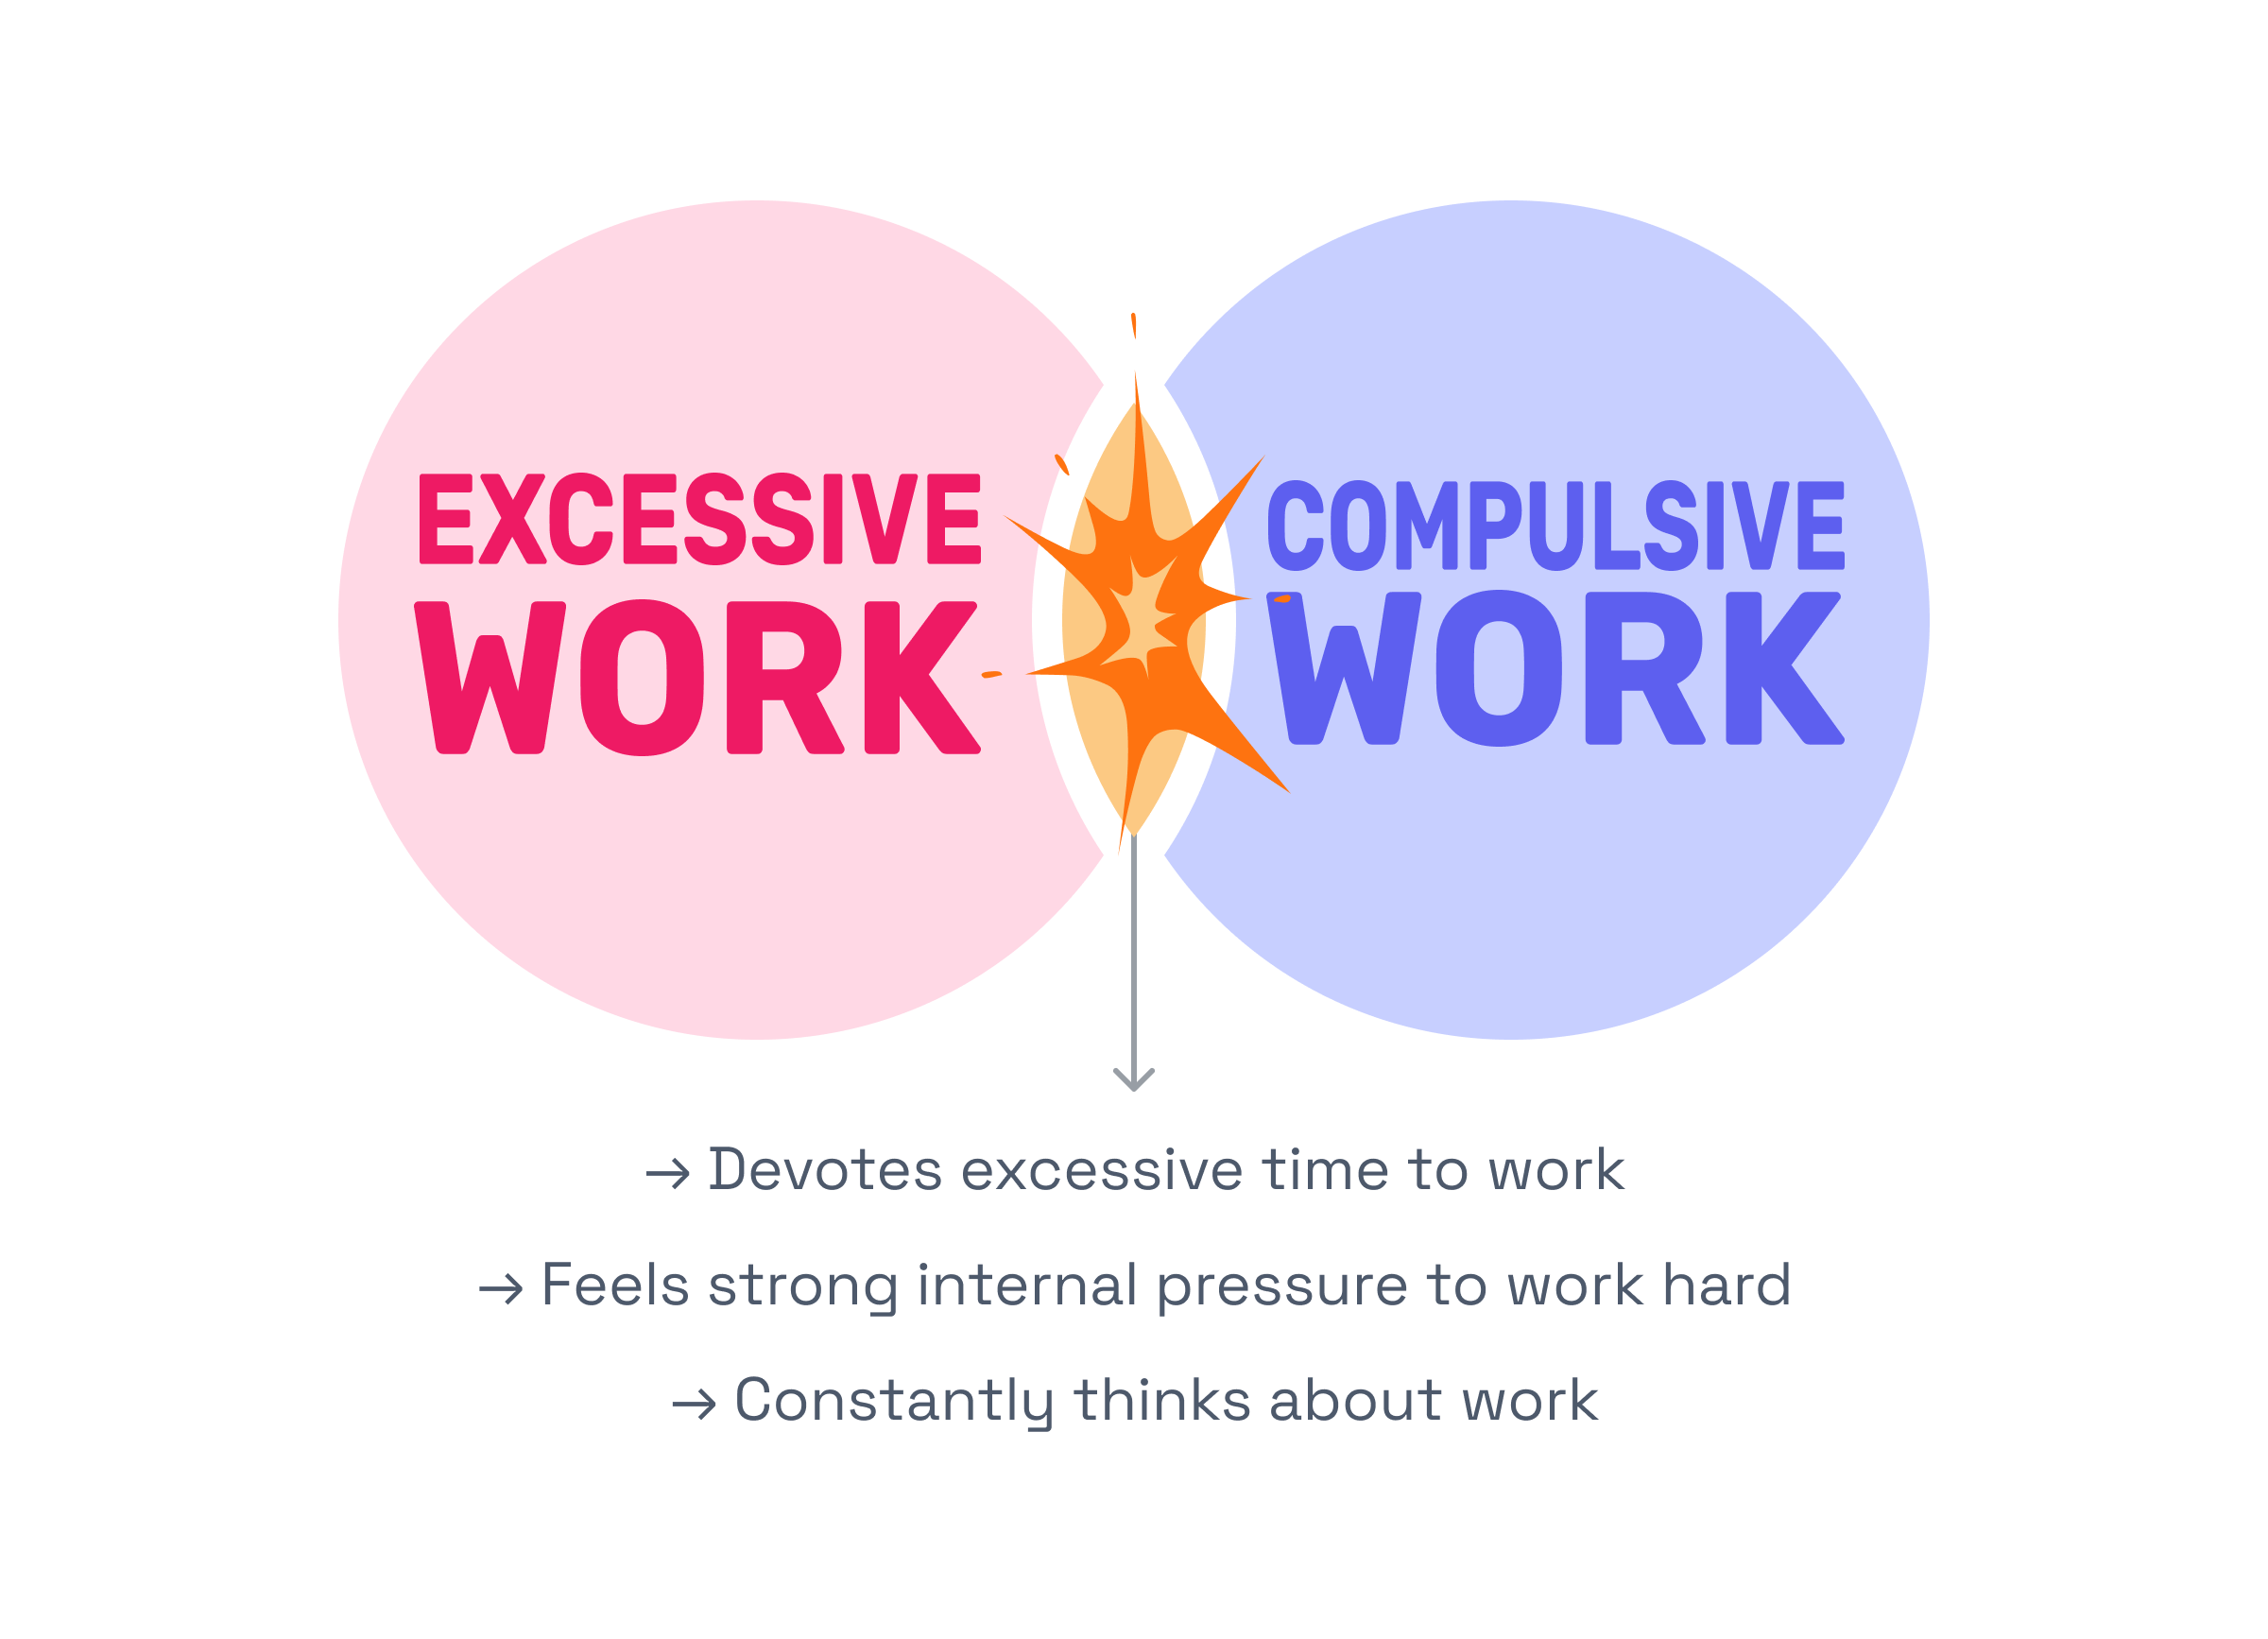 EXCESSIVE
WORK
COMPULSIVE
WORK
→ Devotes excessive time to work
→ Feels strong internal pressure to work hard
→ Constantly thinks about work